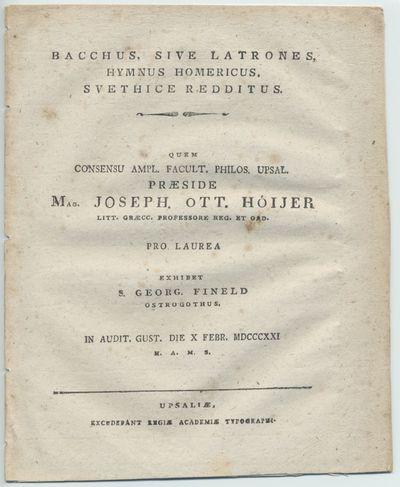 BACCHUS, SIVE LATRONES,
HYMNUS HOMERICUS,
SVETHICE REDDITUS.
QUEM
CONSENSU AMPL. FACULT. PHILOS. UPSAL.
PRÆSIDE
MAG. JOSEPH. OTT. HÖIJER
LITT. GRÆCC. PROFESSORE REG. ET ORD.
PRO LAUREA
EXHIBET
S. GEORG. FINELD
OSTROGOTHUS.
IN AUDIT. GUST. DIE X FEBR. MDCCCXXI
H. A. M. S.
UPSALIÆ,
EXCUDEBANT REGIÆ ACADEMIÆ TYPOGRAPHI.